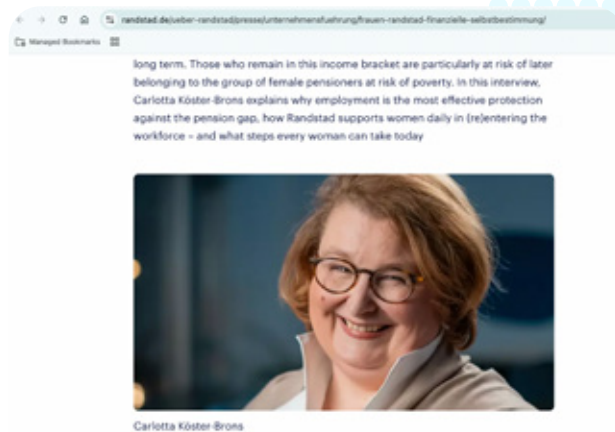 randstad.de/ueber-randstad/presse/unternehmensfuehrung/frauen-randstad-finanzielle-selbstbestimmung/
Managed Bookmarks
long term. Those who remain in this income bracket are particularly at risk of later
belonging to the group of female pensioners at risk of poverty. In this interview,
Carlotta Köster-Brons explains why employment is the most effective protection
against the pension gap, how Randstad supports women daily in (re)entering the
workforce – and what steps every woman can take today
Carlotta Köster-Brons